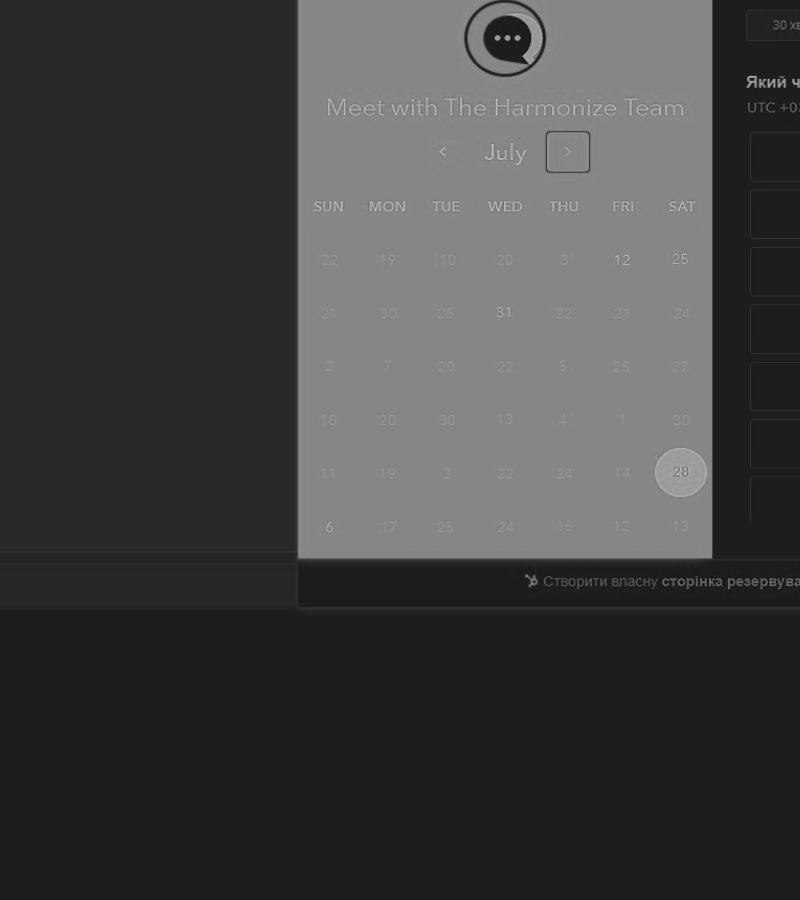 30 хв
Meet with The Harmonize Team
Який ч
UTC +03
July
SUN MON TUE WED THU FRI SAT
22 19 10 20 3 12 25
21 30 25 31 22 21 24
2 7 20 22 5 25 27
18 20 30 13 4 1 30
11 19 3 22 24 14 28
6 17 25 24 16 12 13
Створити власну сторінка резервува